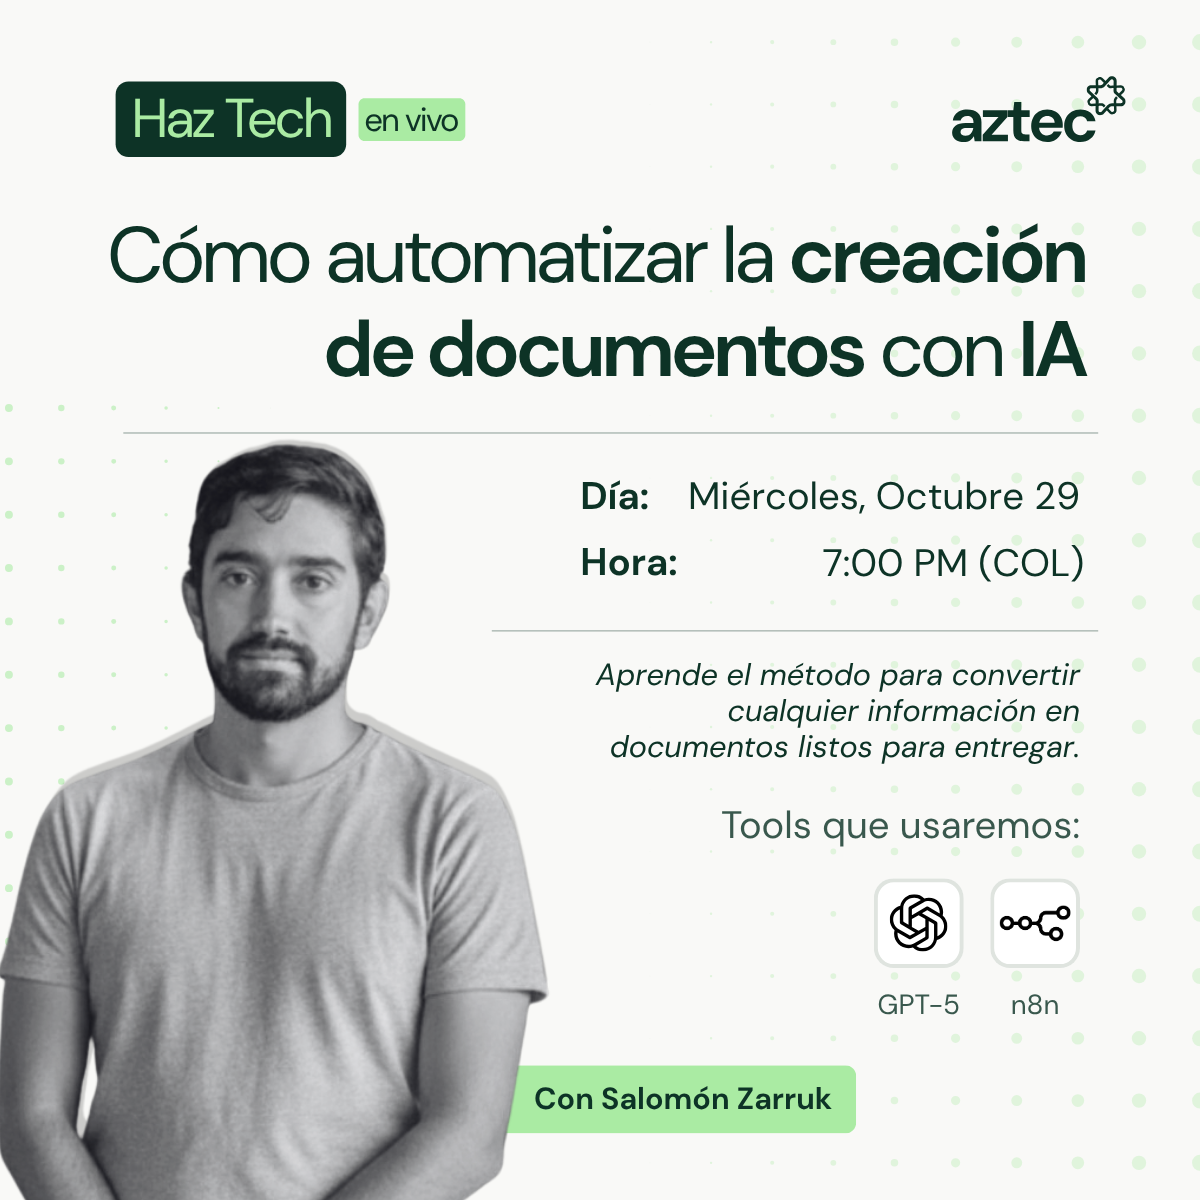 Haz Tech en vivo
aztec
Cómo automatizar la creación
de documentos con IA
Día: Miércoles, Octubre 29
Hora: 7:00 PM (COL)
Aprende el método para convertir
cualquier información en
documentos listos para entregar.
Tools que usaremos:
GPT-5 n8n
Con Salomón Zarruk